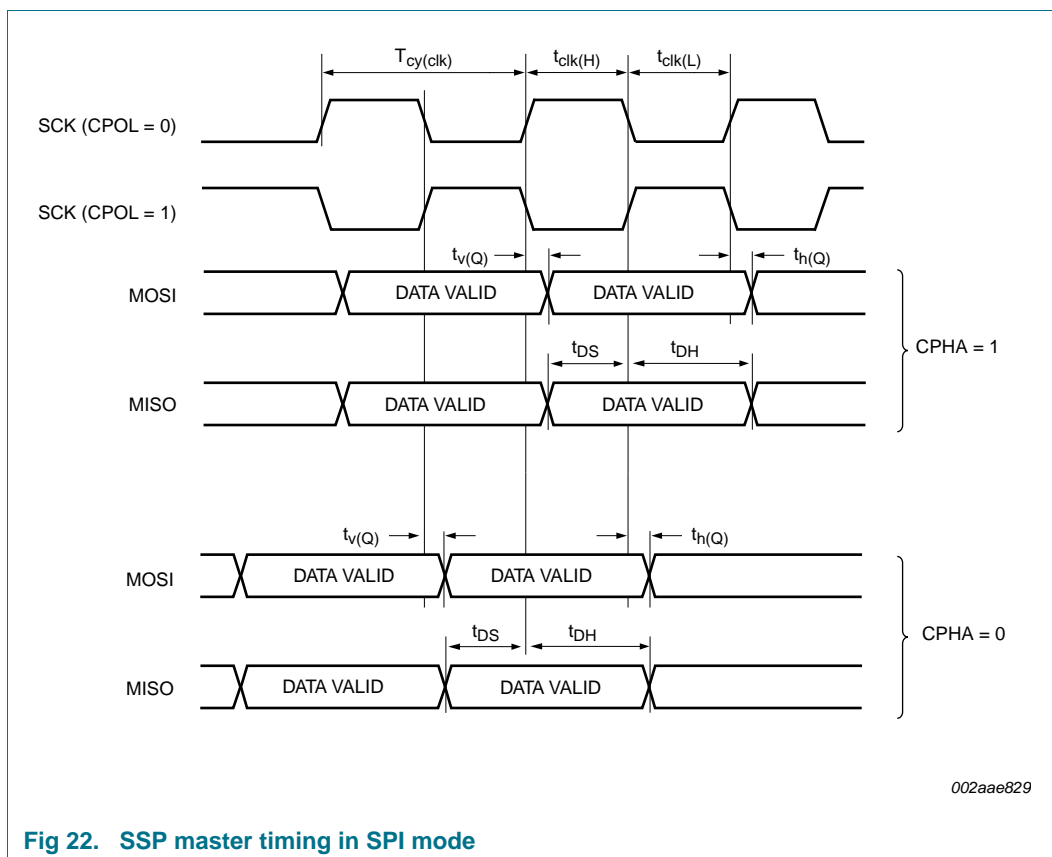 Tcy(clk) tclk(H) tclk(L)
SCK (CPOL = 0)
SCK (CPOL = 1)
tv(Q) th(Q)
MOSI DATA VALID DATA VALID
CPHA = 1
tDS tDH
MISO DATA VALID DATA VALID
tv(Q) th(Q)
MOSI DATA VALID DATA VALID
CPHA = 0
tDS tDH
MISO DATA VALID DATA VALID
002aae829
Fig 22. SSP master timing in SPI mode